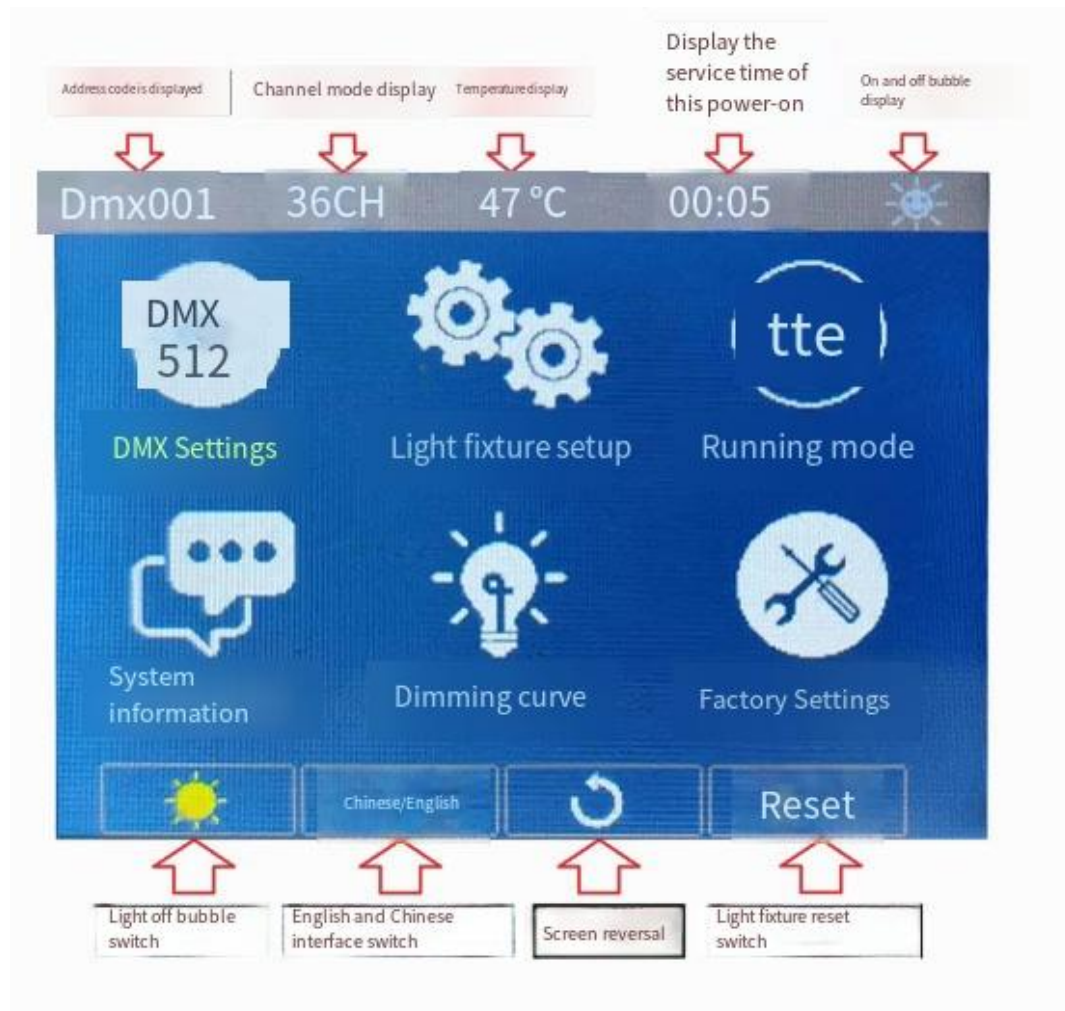 Display the
service time of
this power-on
Address code is displayed
Channel mode display
Temperature display
On and off bubble
display
Dmx001
36CH
47 °C
00:05
DMX
512
tte
DMX Settings
Light fixture setup
Running mode
System
information
Dimming curve
Factory Settings
Chinese/English
Reset
Light off bubble
switch
English and Chinese
interface switch
Screen reversal
Light fixture reset
switch